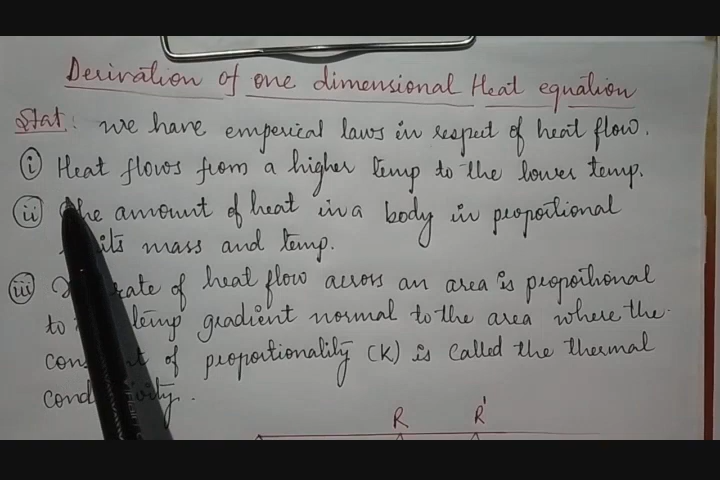 Derivation of one dimensional Heat equation
Stat: we have emperical laws in respect of heat flow.
(i) Heat flows from a higher temp to the lower temp.
(ii) The amount of heat in a body in proportional
its mass and temp.
(iii) rate of heat flow across an area is proportional
to temp gradient normal to the area where the
of proportionality (K) is called the thermal
R R'